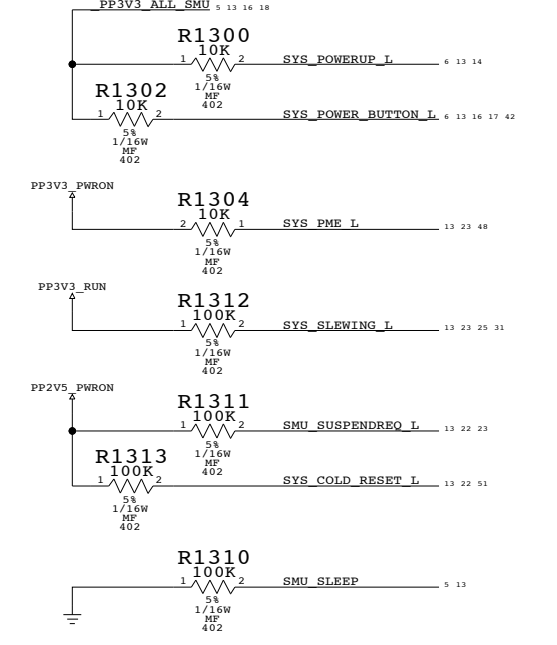 PP3V3_ALL_SMU 5 13 16 18
R1300
10K
1 2 SYS_POWERUP_L 6 13 14
5%
1/16W
MF
402
R1302
10K
1 2 SYS_POWER_BUTTON_L 6 13 16 17 42
5%
1/16W
MF
402
PP3V3_PWRON
R1304
10K
2 1 SYS_PME_L 13 23 48
5%
1/16W
MF
402
PP3V3_RUN
R1312
100K
1 2 SYS_SLEWING_L 13 23 25 31
5%
1/16W
MF
402
PP2V5_PWRON
R1311
100K
1 2 SMU_SUSPENDREQ_L 13 22 23
5%
1/16W
MF
402
R1313
100K
1 2 SYS_COLD_RESET_L 13 22 51
5%
1/16W
MF
402
R1310
100K
1 2 SMU_SLEEP 5 13
5%
1/16W
MF
402